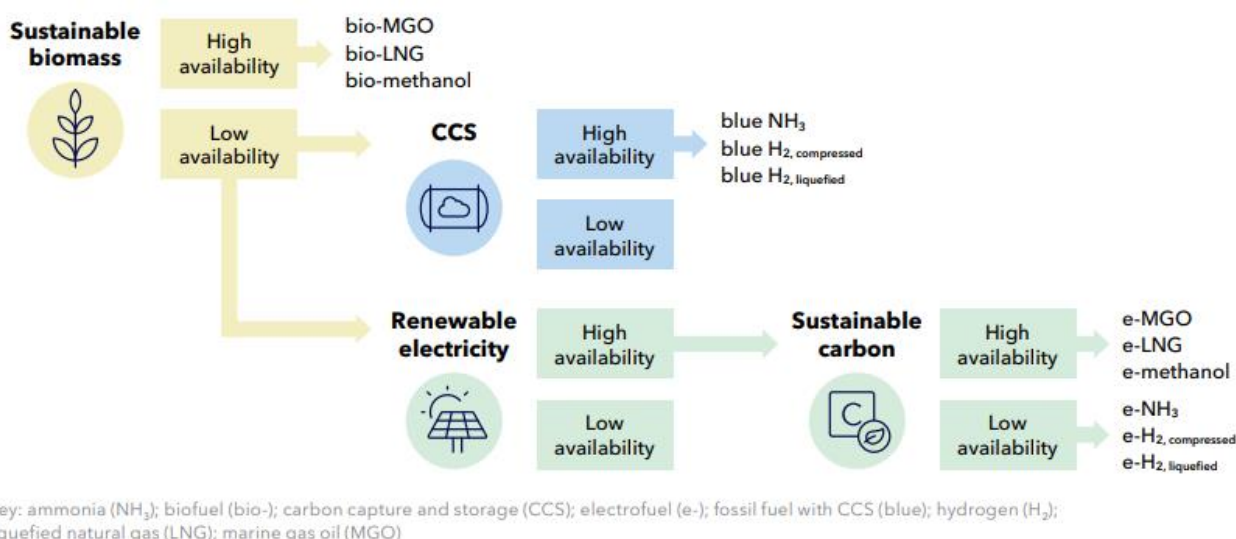 Sustainable
biomass
High
availability
bio-MGO
bio-LNG
bio-methanol
Low
availability
CCS
High
availability
blue NH₃
blue H₂, compressed
blue H₂, liquefied
Low
availability
Renewable
electricity
High
availability
Sustainable
carbon
High
availability
e-MGO
e-LNG
e-methanol
Low
availability
C
Low
availability
e-NH₃
e-H₂, compressed
e-H₂, liquefied
ey: ammonia (NH₃); biofuel (bio-); carbon capture and storage (CCS); electrofuel (e-); fossil fuel with CCS (blue); hydrogen (H₂);
quefied natural gas (LNG); marine gas oil (MGO)